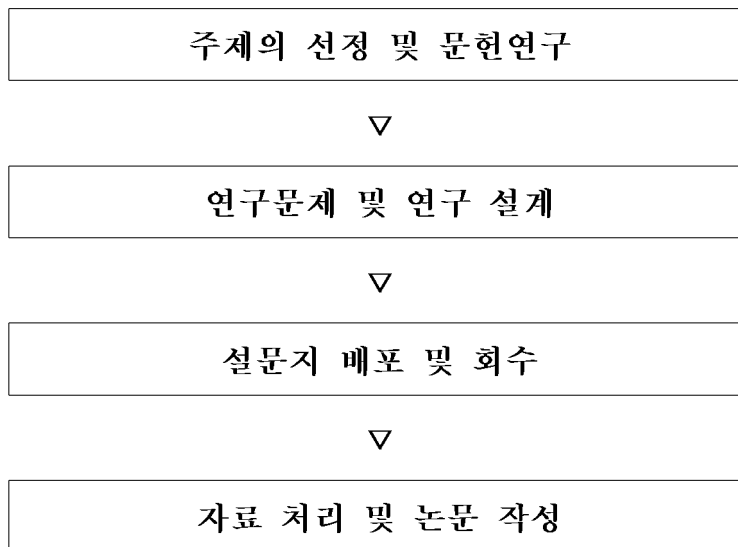 주제의 선정 및 문헌연구
▽
연구문제 및 연구 설계
▽
설문지 배포 및 회수
▽
자료 처리 및 논문 작성